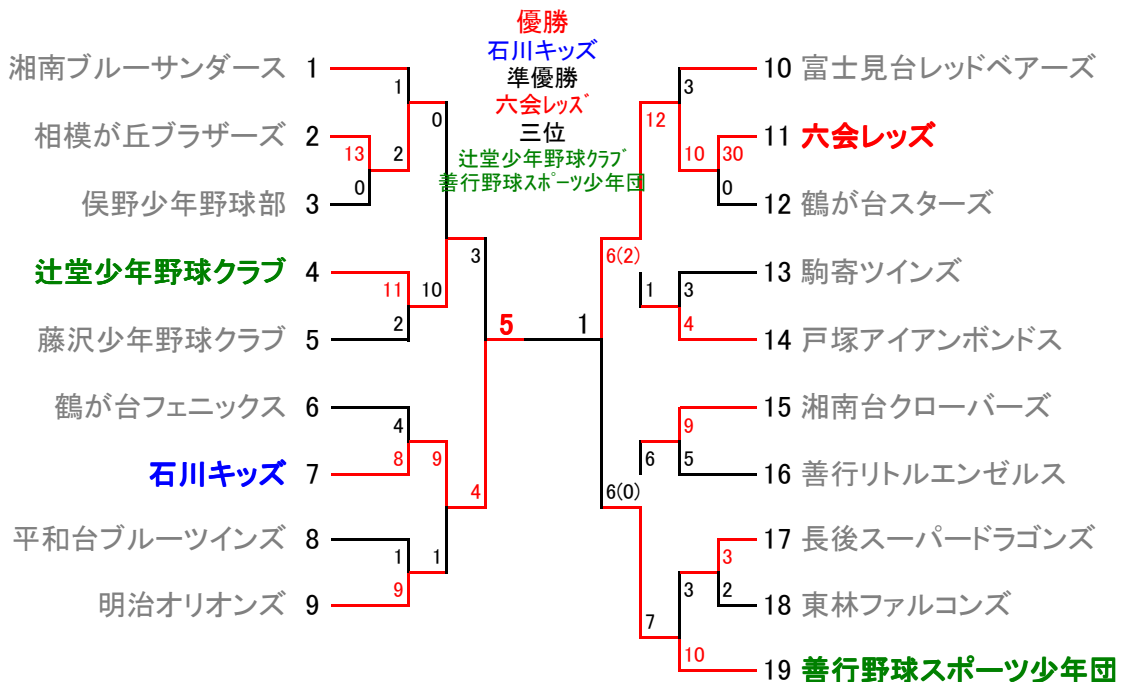 優勝
石川キッズ
準優勝
六会レッズ
三位
辻堂少年野球クラブ
善行野球スポーツ少年団
湘南ブルーサンダース 1
相模が丘ブラザーズ 2
俣野少年野球部 3
辻堂少年野球クラブ 4
藤沢少年野球クラブ 5
鶴が台フェニックス 6
石川キッズ 7
平和台ブルーツインズ 8
明治オリオンズ 9
1
0
13
2
0
11
10
2
3
5
4
8
9
4
1
1
9
1
10 富士見台レッドベアーズ
11 六会レッズ
12 鶴が台スターズ
13 駒寄ツインズ
14 戸塚アイアンボンドス
15 湘南台クローバーズ
16 善行リトルエンゼルス
17 長後スーパードラゴンズ
18 東林ファルコンズ
19 善行野球スポーツ少年団
3
12
10
30
0
6(2)
1
3
4
9
6
5
6(0)
3
3
2
7
10